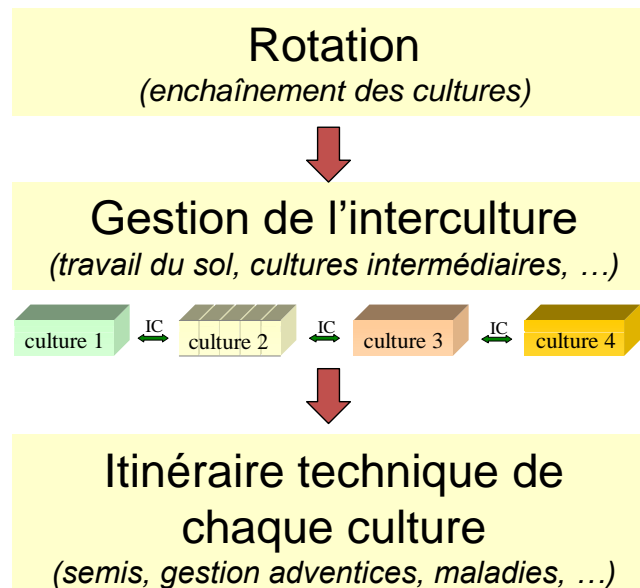 Rotation
(enchaînement des cultures)
Gestion de l’interculture
(travail du sol, cultures intermédiaires, …)
culture 1 IC culture 2 IC culture 3 IC culture 4
Itinéraire technique de
chaque culture
(semis, gestion adventices, maladies, …)